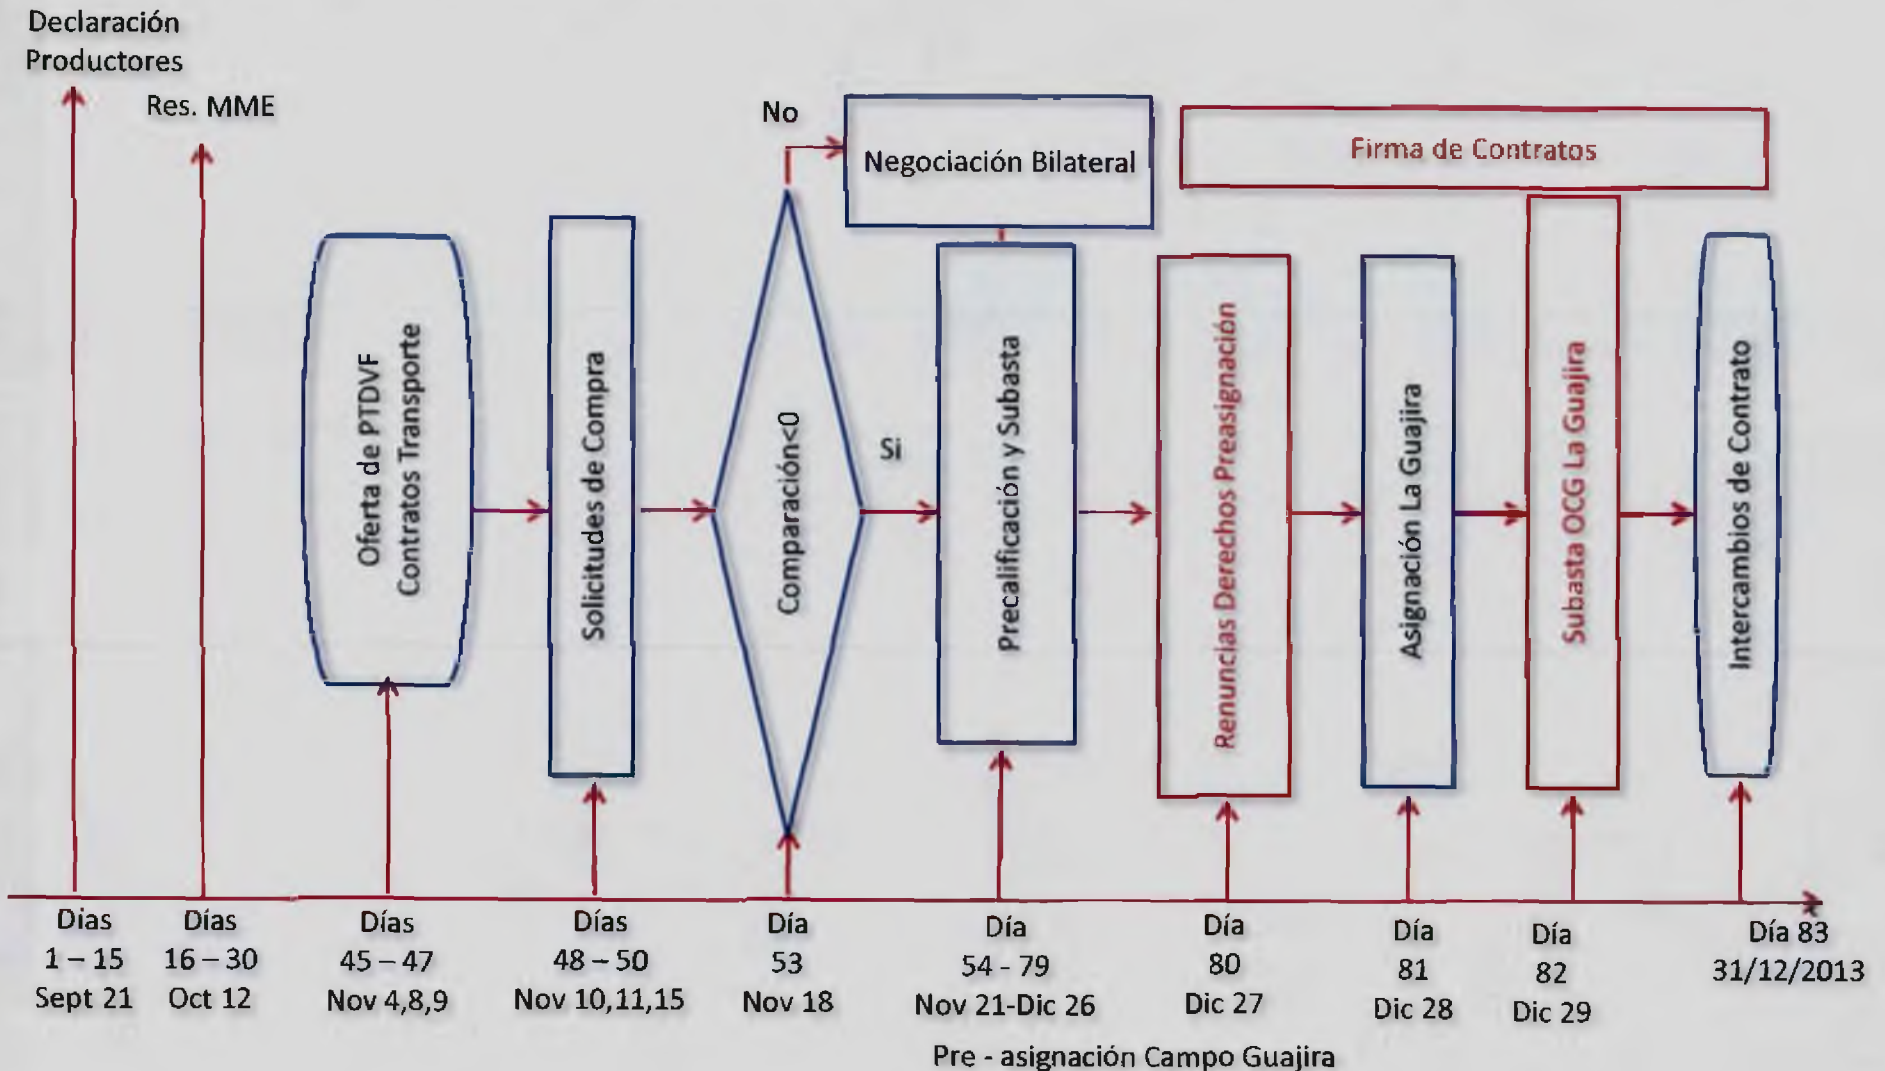 Declaración
Productores
Res. MME
No
Negociación Bilateral
Firma de Contratos
Oferta de PTDVF
Contratos Transporte
Solicitudes de Compra
Comparación<0
Si
Precalificación y Subasta
Renuncias Derechos Preasignación
Asignación La Guajira
Subasta OCG La Guajira
Intercambios de Contrato
Días
1 – 15
Sept 21
Días
16 – 30
Oct 12
Días
45 – 47
Nov 4,8,9
Días
48 – 50
Nov 10,11,15
Día
53
Nov 18
Día
54 - 79
Nov 21-Dic 26
Día
80
Dic 27
Día
81
Dic 28
Día
82
Dic 29
Día 83
31/12/2013
Pre - asignación Campo Guajira